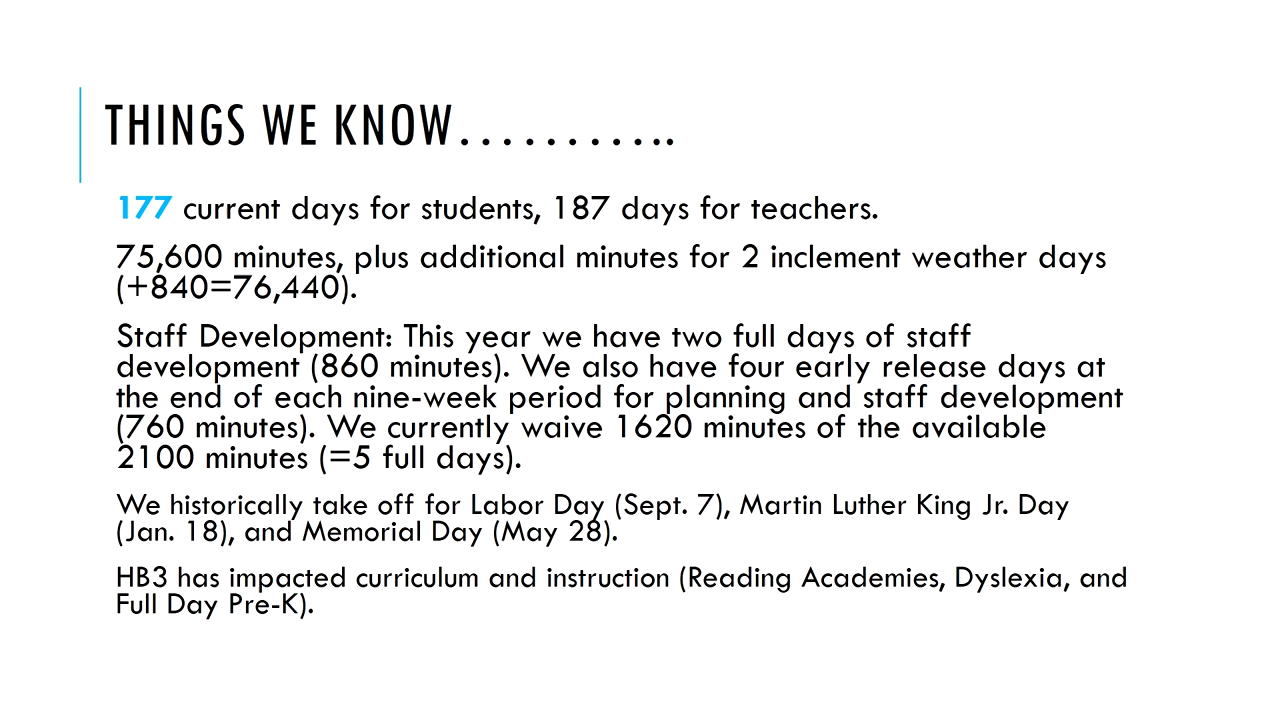 THINGS WE KNOW………..
177 current days for students, 187 days for teachers.
75,600 minutes, plus additional minutes for 2 inclement weather days
(+840=76,440).
Staff Development: This year we have two full days of staff
development (860 minutes). We also have four early release days at
the end of each nine-week period for planning and staff development
(760 minutes). We currently waive 1620 minutes of the available
2100 minutes (=5 full days).
We historically take off for Labor Day (Sept. 7), Martin Luther King Jr. Day
(Jan. 18), and Memorial Day (May 28).
HB3 has impacted curriculum and instruction (Reading Academies, Dyslexia, and
Full Day Pre-K).